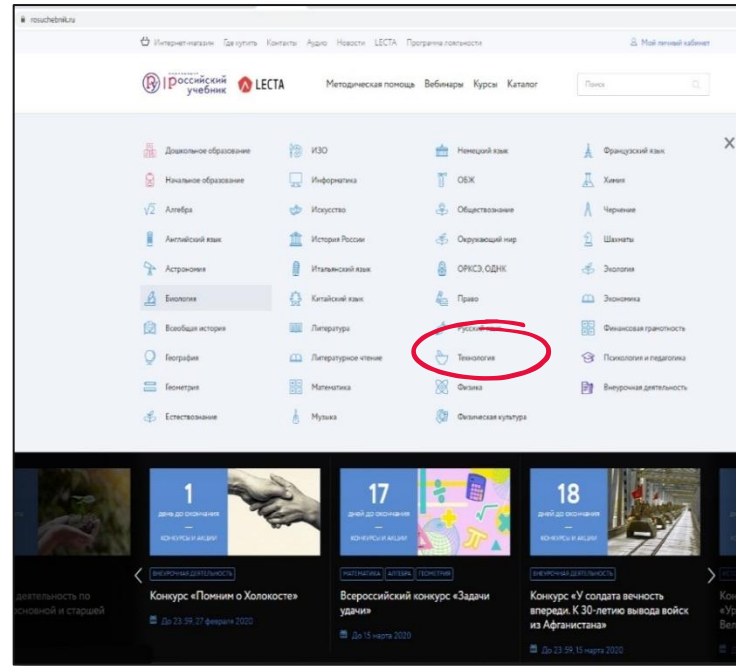 rosuchebnik.ru
Интернет-магазин Где купить Контакты Аудио Новости LECTA Программа лояльности Мой личный кабинет
Российский учебник LECTA Методическая помощь Вебинары Курсы Каталог Поиск
Дошкольное образование ИЗО Немецкий язык Французский язык X
Начальное образование Информатика ОБЖ Химия
Алгебра Искусство Обществознание Черчение
Английский язык История России Окружающий мир Шахматы
Астрономия Итальянский язык ОРКСЭ, ОДНК Экология
Биология Китайский язык Право Экономика
Всеобщая история Литература Русский язык Финансовая грамотность
География Литературное чтение Технология Психология и педагогика
Геометрия Математика Физика Внеурочная деятельность
Естествознание Музыка Физическая культура
1 17 18
день до окончания дней до окончания дней до окончания
КОНКУРСЫ И АКЦИИ КОНКУРСЫ И АКЦИИ КОНКУРСЫ И АКЦИИ
ВНЕУРОЧНАЯ ДЕЯТЕЛЬНОСТЬ МАТЕМАТИКА АЛГЕБРА ГЕОМЕТРИЯ ВНЕУРОЧНАЯ ДЕЯТЕЛЬНОСТЬ
деятельность по
основной и старшей
Конкурс «Помним о Холокосте»
До 23:59, 27 февраля 2020
Всероссийский конкурс «Задачи
удачи»
До 15 марта 2020
Конкурс «У солдата вечность
впереди. К 30-летию вывода войск
из Афганистана»
До 23:59, 15 марта 2020